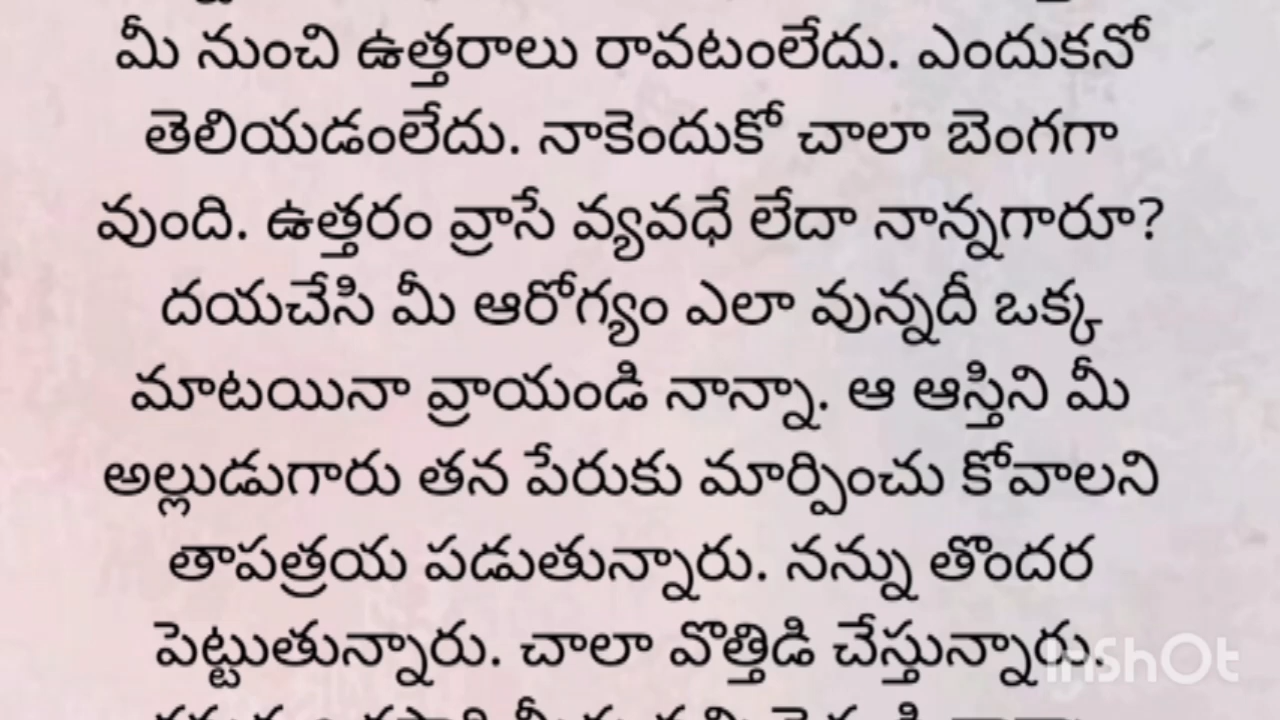 మీ నుంచి ఉత్తరాలు రావటంలేదు. ఎందుకనో
తెలియడంలేదు. నాకెందుకో చాలా బెంగగా
వుంది. ఉత్తరం వ్రాసే వ్యవధే లేదా నాన్నగారూ?
దయచేసి మీ ఆరోగ్యం ఎలా వున్నదీ ఒక్క
మాటయినా వ్రాయండి నాన్నా. ఆ ఆస్తిని మీ
అల్లుడుగారు తన పేరుకు మార్పించు కోవాలని
తాపత్రయ పడుతున్నారు. నన్ను తొందర
పెట్టుతున్నారు. చాలా వొత్తిడి చేస్తున్నారు.
InShOt